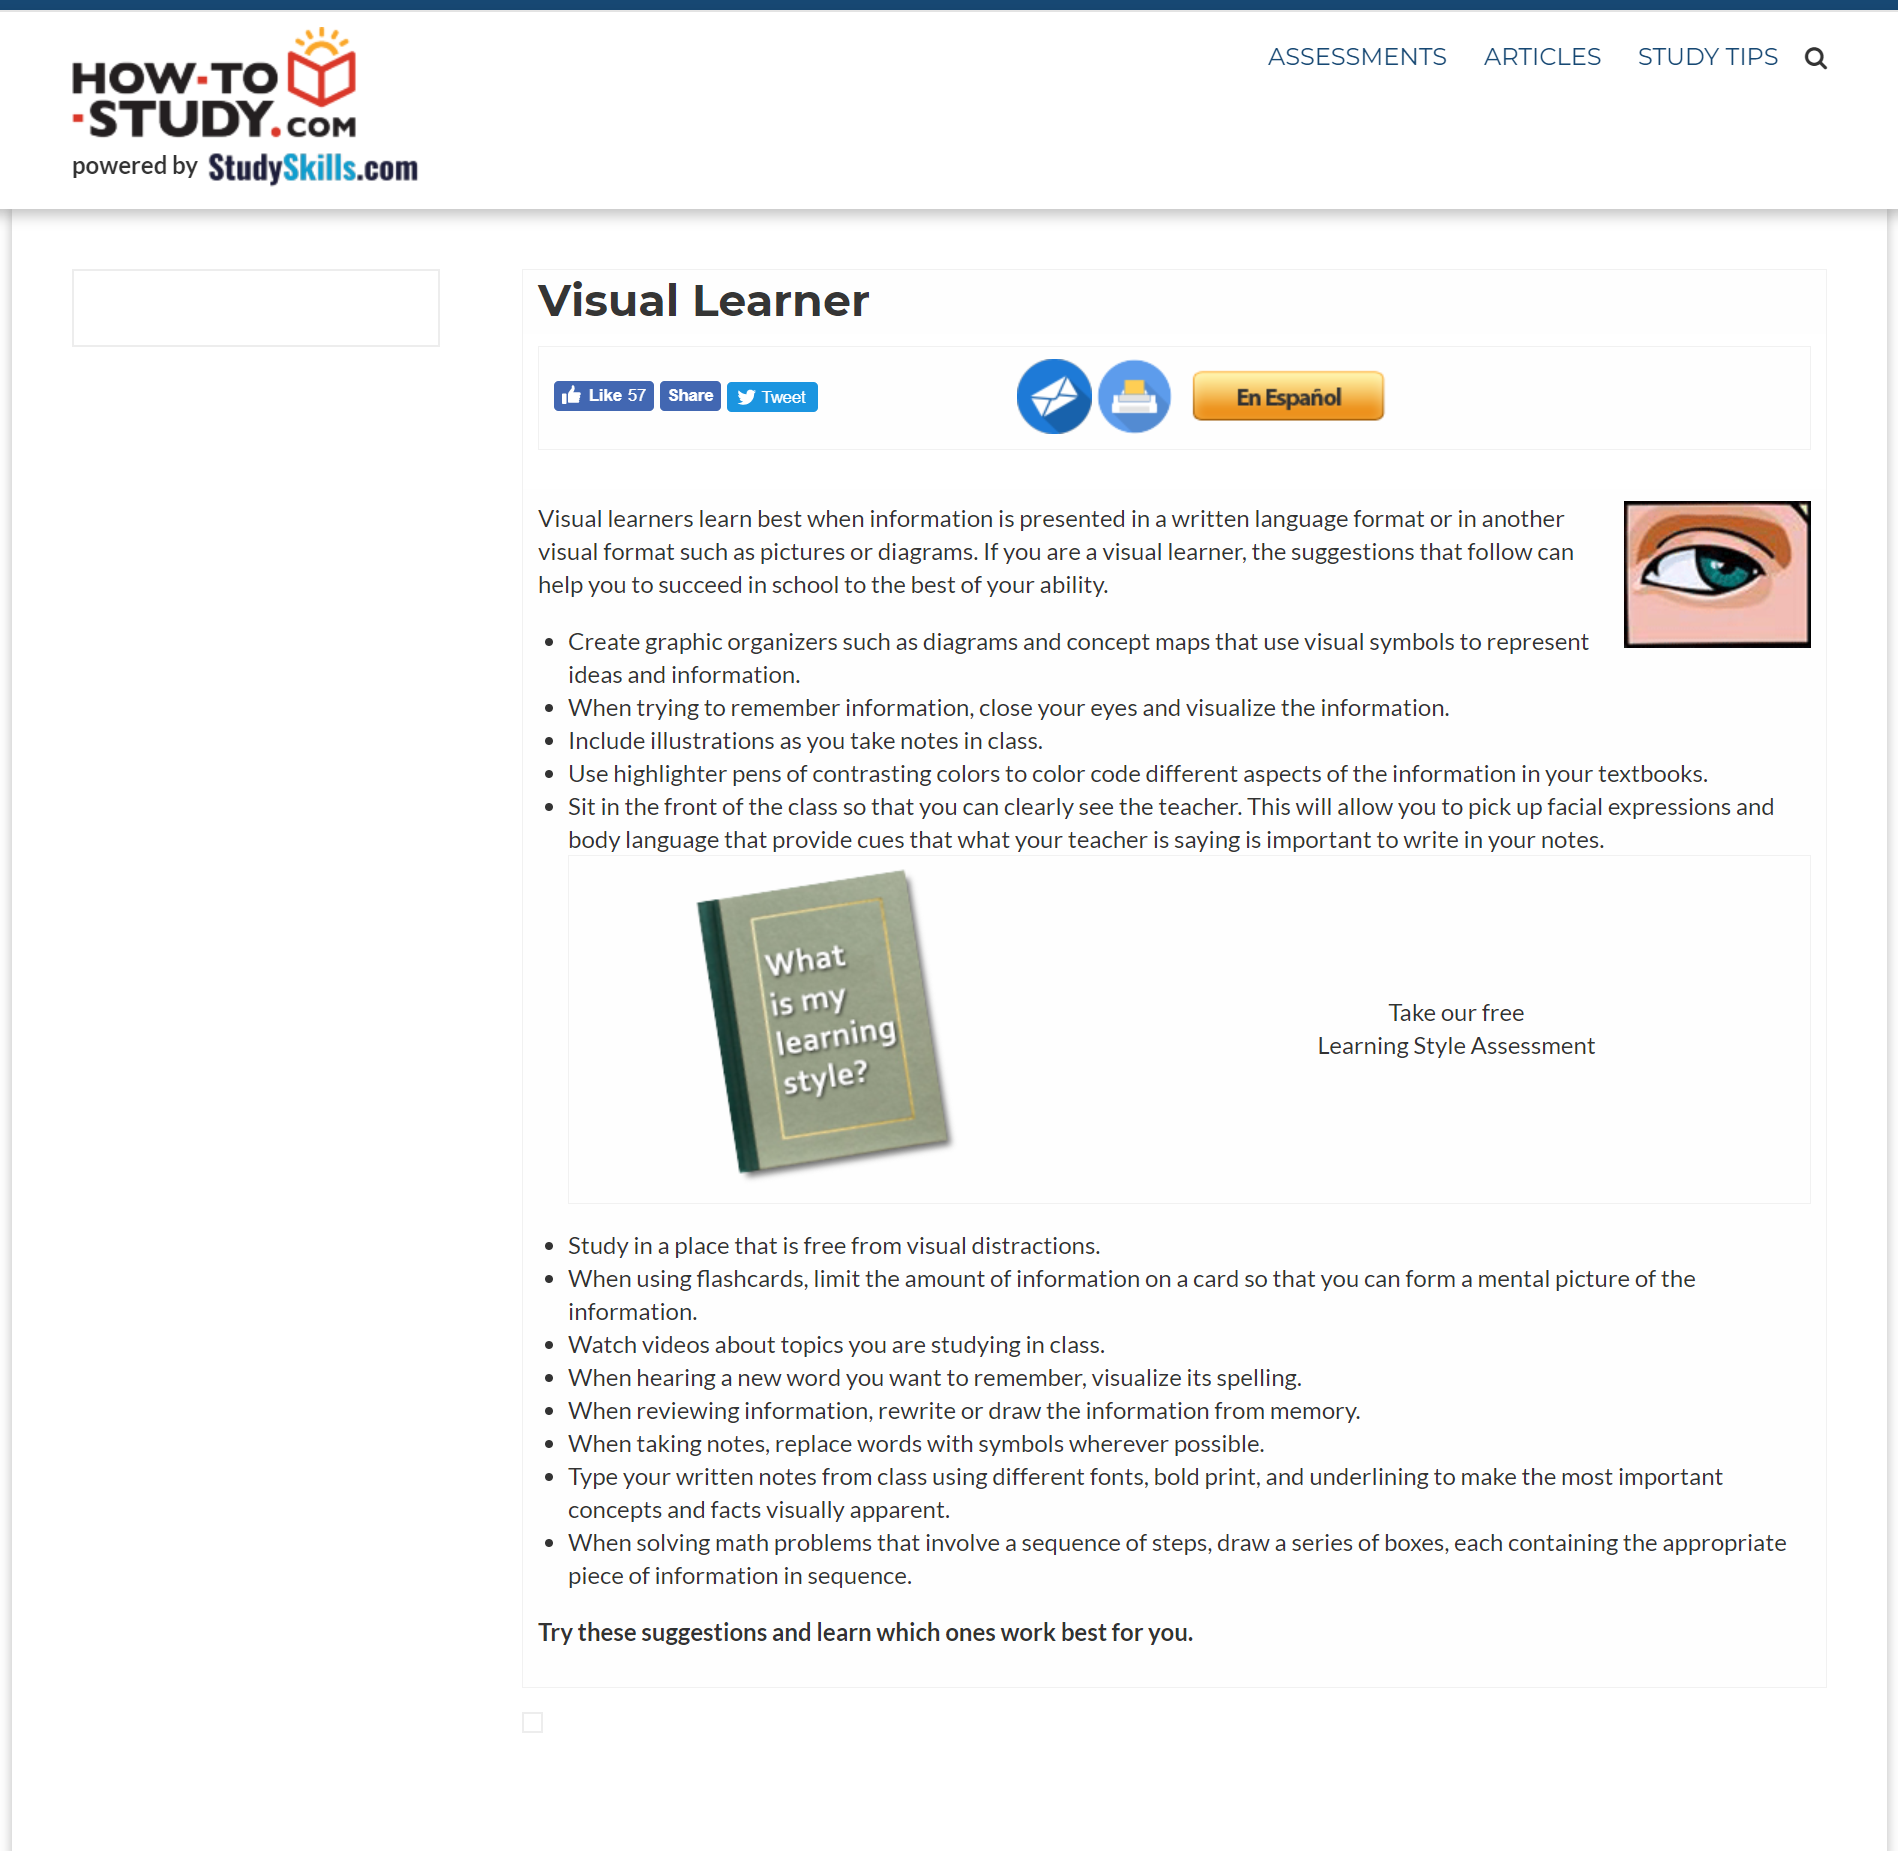 HOW-TO
-STUDY.COM
powered by StudySkills.com
ASSESSMENTS ARTICLES STUDY TIPS
Visual Learner
Like 57 Share Tweet En Español
Visual learners learn best when information is presented in a written language format or in another
visual format such as pictures or diagrams. If you are a visual learner, the suggestions that follow can
help you to succeed in school to the best of your ability.
• Create graphic organizers such as diagrams and concept maps that use visual symbols to represent
ideas and information.
• When trying to remember information, close your eyes and visualize the information.
• Include illustrations as you take notes in class.
• Use highlighter pens of contrasting colors to color code different aspects of the information in your textbooks.
• Sit in the front of the class so that you can clearly see the teacher. This will allow you to pick up facial expressions and
body language that provide cues that what your teacher is saying is important to write in your notes.
What
is my
learning
style?
Take our free
Learning Style Assessment
• Study in a place that is free from visual distractions.
• When using flashcards, limit the amount of information on a card so that you can form a mental picture of the
information.
• Watch videos about topics you are studying in class.
• When hearing a new word you want to remember, visualize its spelling.
• When reviewing information, rewrite or draw the information from memory.
• When taking notes, replace words with symbols wherever possible.
• Type your written notes from class using different fonts, bold print, and underlining to make the most important
concepts and facts visually apparent.
• When solving math problems that involve a sequence of steps, draw a series of boxes, each containing the appropriate
piece of information in sequence.
Try these suggestions and learn which ones work best for you.